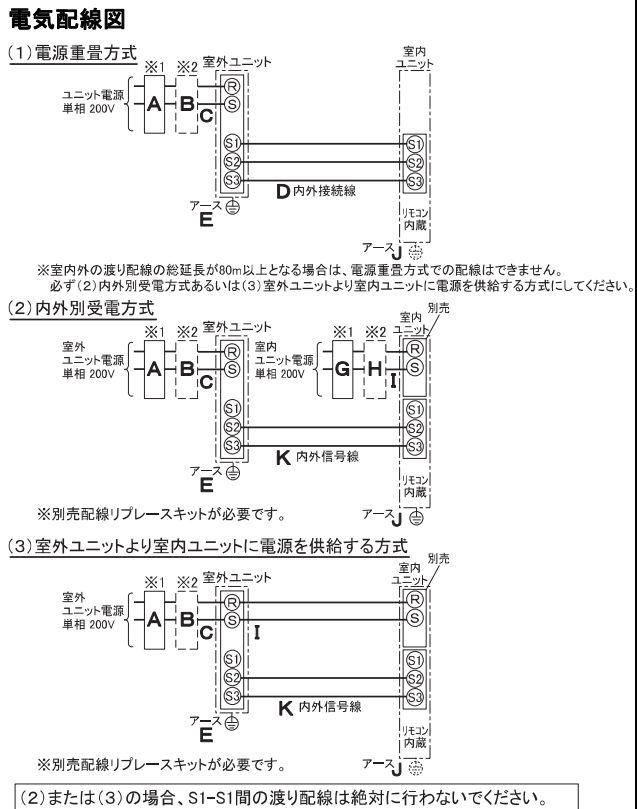 電気配線図
(1)電源重畳方式
※1 ※2 室外ユニット
室内
ユニット
ユニット電源
単相 200V
A B C
R
S
S1 S1
S2 S2
S3 S3
D 内外接続線
アース
E
リモコン
内蔵
アース J
※室内外の渡り配線の総延長が80m以上となる場合は、電源重畳方式での配線はできません。
必ず(2)内外別受電方式あるいは(3)室外ユニットより室内ユニットに電源を供給する方式にしてください。
(2)内外別受電方式
※1 ※2 室外ユニット
※1 ※2
室内
ユニット
別売
室外
ユニット電源
単相 200V
A B C
R
S
室内
ユニット電源
単相 200V
G H I
R
S
S1 S1
S2 S2
S3 S3
K 内外信号線
アース
E
リモコン
内蔵
※別売配線リプレースキットが必要です。
アース J
(3)室外ユニットより室内ユニットに電源を供給する方式
※1 ※2 室外ユニット
室内
ユニット
別売
室外
ユニット電源
単相 200V
A B C
R R
S S
I
S1 S1
S2 S2
S3 S3
K 内外信号線
アース
E
リモコン
内蔵
※別売配線リプレースキットが必要です。
アース J
(2)または(3)の場合、S1-S1間の渡り配線は絶対に行わないでください。